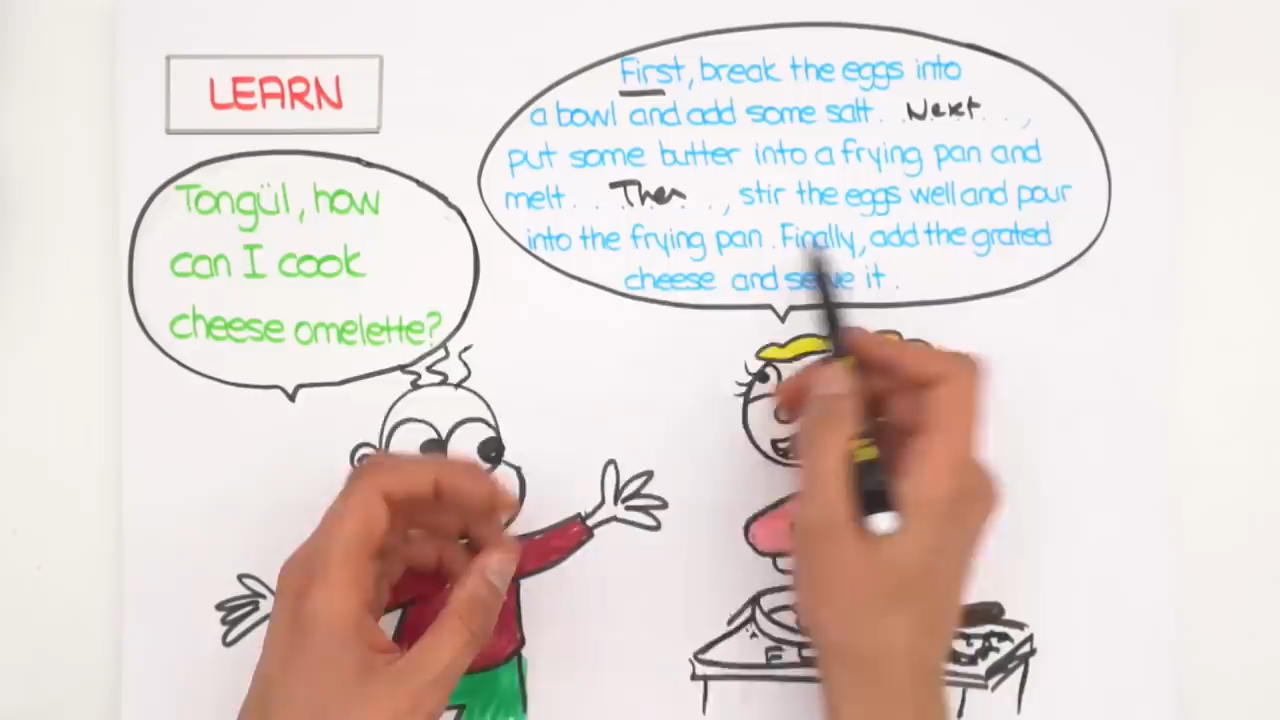 LEARN
Tongül, how
can I cook
cheese omelette?
First, break the eggs into
a bowl and add some salt. . Next . . ,
put some butter into a frying pan and
melt. . . Then . . , stir the eggs well and pour
into the frying pan. Finally, add the grated
cheese and serve it.